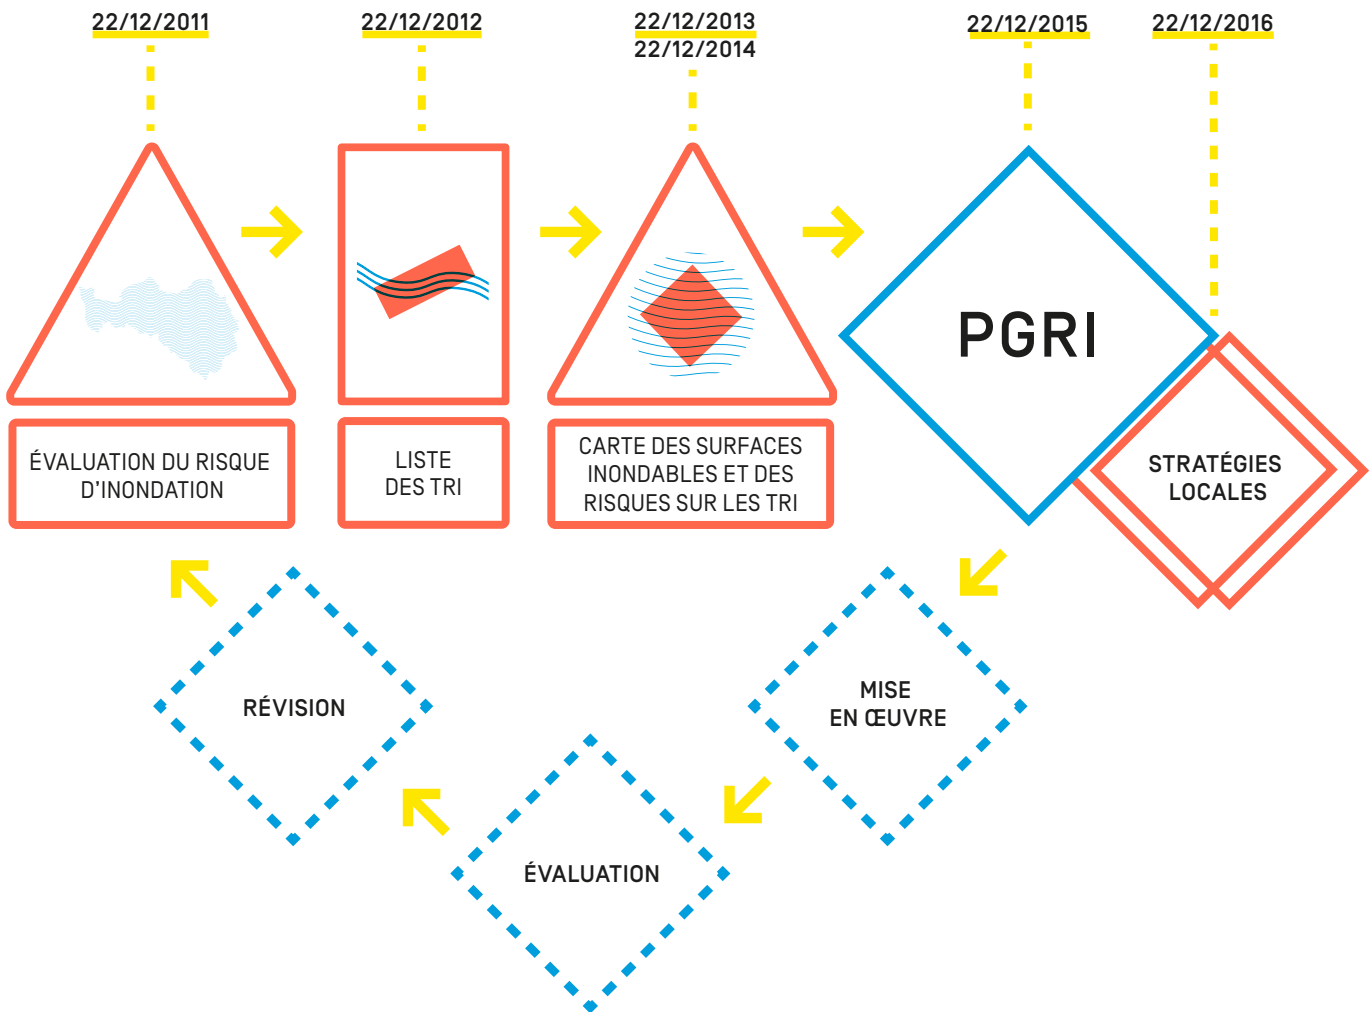 22/12/2011
22/12/2012
22/12/2013
22/12/2014
22/12/2015
22/12/2016
PGRI
ÉVALUATION DU RISQUE
D'INONDATION
LISTE
DES TRI
CARTE DES SURFACES
INONDABLES ET DES
RISQUES SUR LES TRI
STRATÉGIES
LOCALES
MISE
EN ŒUVRE
ÉVALUATION
RÉVISION